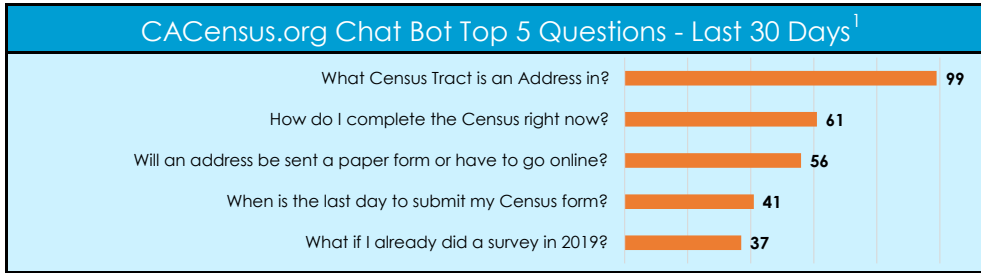 CACensus.org Chat Bot Top 5 Questions - Last 30 Days¹
What Census Tract is an Address in? 99
How do I complete the Census right now? 61
Will an address be sent a paper form or have to go online? 56
When is the last day to submit my Census form? 41
What if I already did a survey in 2019? 37